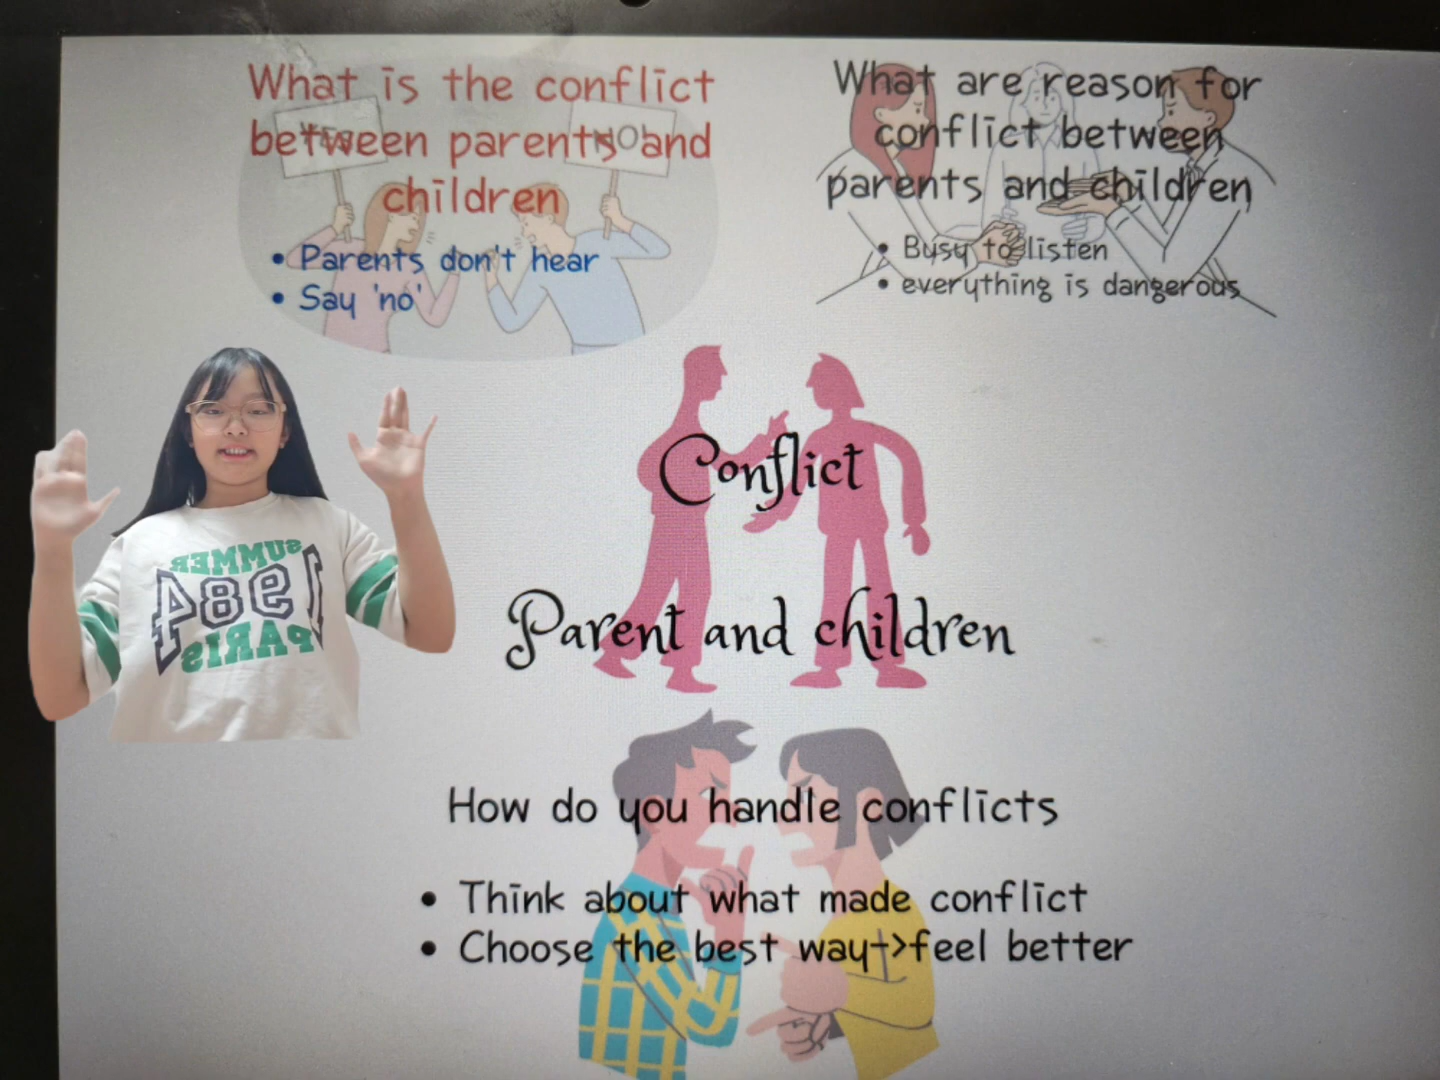 What is the conflict
between parents and
children
YES
NO
• Parents don't hear
• Say 'no'
What are reason for
conflict between
parents and children
• Busy to listen
• everything is dangerous
SUMMER
1984
PARIS
Conflict
Parent and children
How do you handle conflicts
• Think about what made conflict
• Choose the best way->feel better